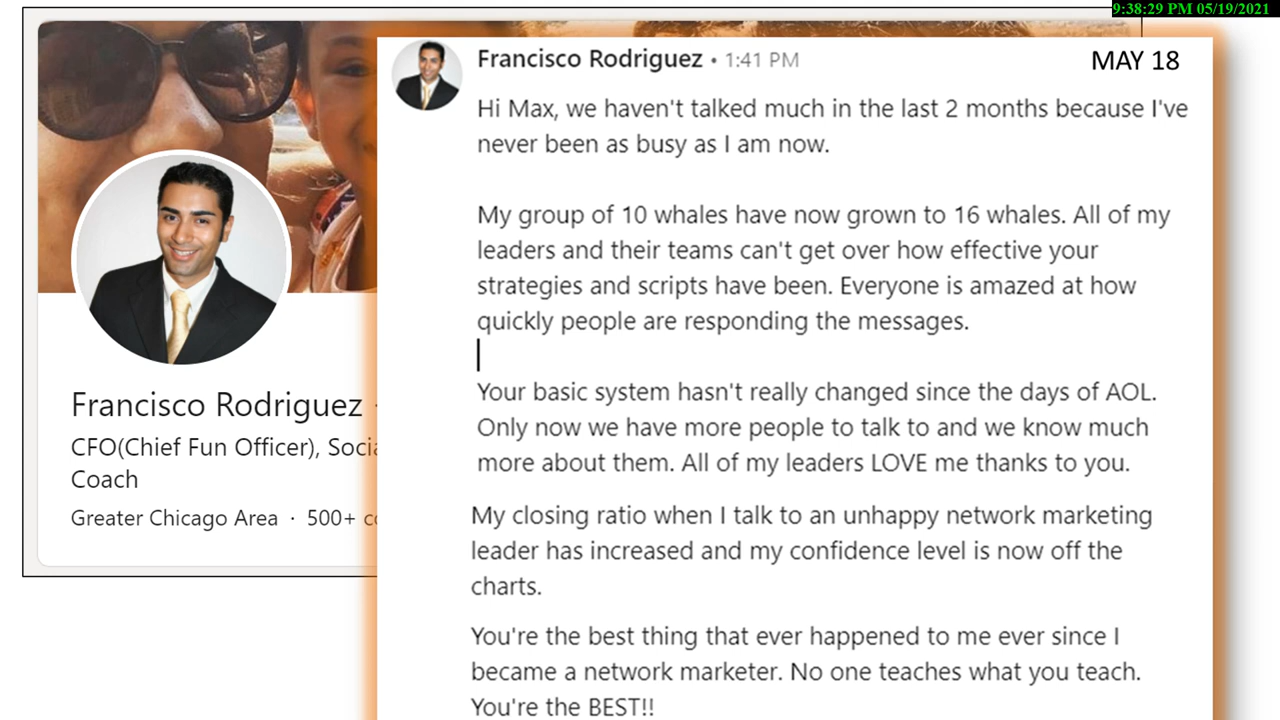 9:38:29 PM 05/19/2021
Francisco Rodriguez • 1:41 PM
MAY 18
Hi Max, we haven't talked much in the last 2 months because I've
never been as busy as I am now.
My group of 10 whales have now grown to 16 whales. All of my
leaders and their teams can't get over how effective your
strategies and scripts have been. Everyone is amazed at how
quickly people are responding the messages.
Your basic system hasn't really changed since the days of AOL.
Only now we have more people to talk to and we know much
more about them. All of my leaders LOVE me thanks to you.
My closing ratio when I talk to an unhappy network marketing
leader has increased and my confidence level is now off the
charts.
You're the best thing that ever happened to me ever since I
became a network marketer. No one teaches what you teach.
You're the BEST!!
Francisco Rodriguez
CFO(Chief Fun Officer), Socia
Coach
Greater Chicago Area · 500+ c